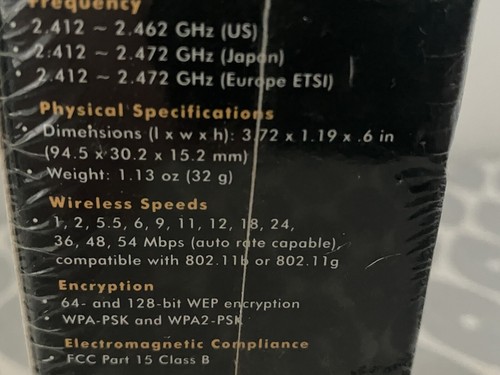 Frequency
• 2.412 ~ 2.462 GHz (US)
• 2.412 ~ 2.472 GHz (Japan)
• 2.412 ~ 2.472 GHz (Europe ETSI)
Physical Specifications
• Dimensions (l x w x h): 3.72 x 1.19 x .6 in
(94.5 x 30.2 x 15.2 mm)
• Weight: 1.13 oz (32 g)
Wireless Speeds
• 1, 2, 5.5, 6, 9, 11, 12, 18, 24,
36, 48, 54 Mbps (auto rate capable),
compatible with 802.11b or 802.11g
Encryption
• 64- and 128-bit WEP encryption
• WPA-PSK and WPA2-PSK
Electromagnetic Compliance
• FCC Part 15 Class B